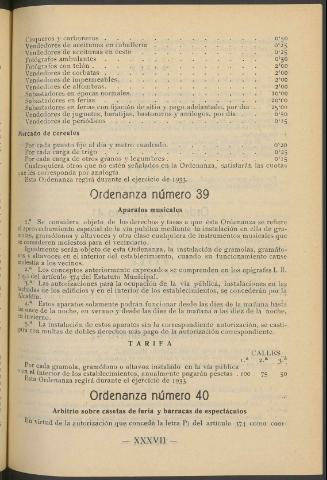 Cisqueros y carboneros . . . . . . . . 0'50
Vendedores de aceitunas en caballería . . . . 0'25
Vendedores de aceitunas en cesto . . . . 0'25
Fotógrafos ambulantes . . . . 0'50
Fotógrafos con telón . . . . 2'00
Vendedores de corbatas . . . . 2'00
Vendedores de impermeables . . . . 2'00
Vendedores de alfombras . . . . 2'00
Subastadores en épocas normales . . . . 10'00
Subastadores en ferias . . . . 20'00
Subastadores en ferias con fijación de sitio y pago adelantado, por día . . 25'00
Vendedores de juguetes, baratijas, bastoneros y análogos, por día . . 0'50
Vendedores de periódicos . . . . 0'15
Mercado de cereales
Por cada puesto fijo al día y metro cuadrado . . . . 0'20
Por cada carga de trigo . . . . 0'25
Por cada carga de otros granos y legumbres . . . . 0'15
Cualesquiera otros que no estén señalados en la Ordenanza, satisfarán las cuotas
que les corresponda por analogía.
Esta Ordenanza regirá durante el ejercicio de 1933.
Ordenanza número 39
Aparatos musicales
1.ª Se considera objeto de los derechos y tasas a que esta Ordenanza se refiere
el aprovechamiento especial de la vía pública mediante la instalación en ella de gra-
molas, gramófonos y altavoces y otra clase cualquiera de instrumentos musicales que
se consideren molestos para el vecindario.
Igualmente serán objeto de esta Ordenanza, la instalación de gramolas, gramófo-
nos i altavoces en el interior del establecimiento, cuando en funcionamiento cause
molestia a los vecinos.
2.ª Los conceptos anteriormente expresados se comprenden en los epígrafes I. II.
del artículo 374 del Estatuto Municipal.
3.ª Las autorizaciones para la ocupación de la vía pública, instalaciones en las
fachadas de los edificios y en el interior de los establecimientos, se concederán por la
Alcaldía.
4.ª Estos aparatos solamente podrán funcionar desde las diez de la mañana hasta
las once de la noche, en verano y desde las diez de la mañana a las diez de la noche,
en invierno.
5.ª La instalación de estos aparatos sin la correspondiente autorización, se casti-
gará con multas de dobles derechos más pago de la autorización correspondiente.
TARIFA
CALLES
1.ª 2.ª 3.ª
Por cada gramola, gramófono o altavoz instalado en la vía pública
o en el interior de los establecimientos, anualmente pagarán pesetas . 100 75 50
Esta Ordenanza regirá durante el ejercicio de 1933.
Ordenanza número 40
Arbitrio sobre casetas de feria y barracas de espectáculos
En virtud de la autorización que conceda la letra P) del artículo 374 como coor-
— XXXVII —